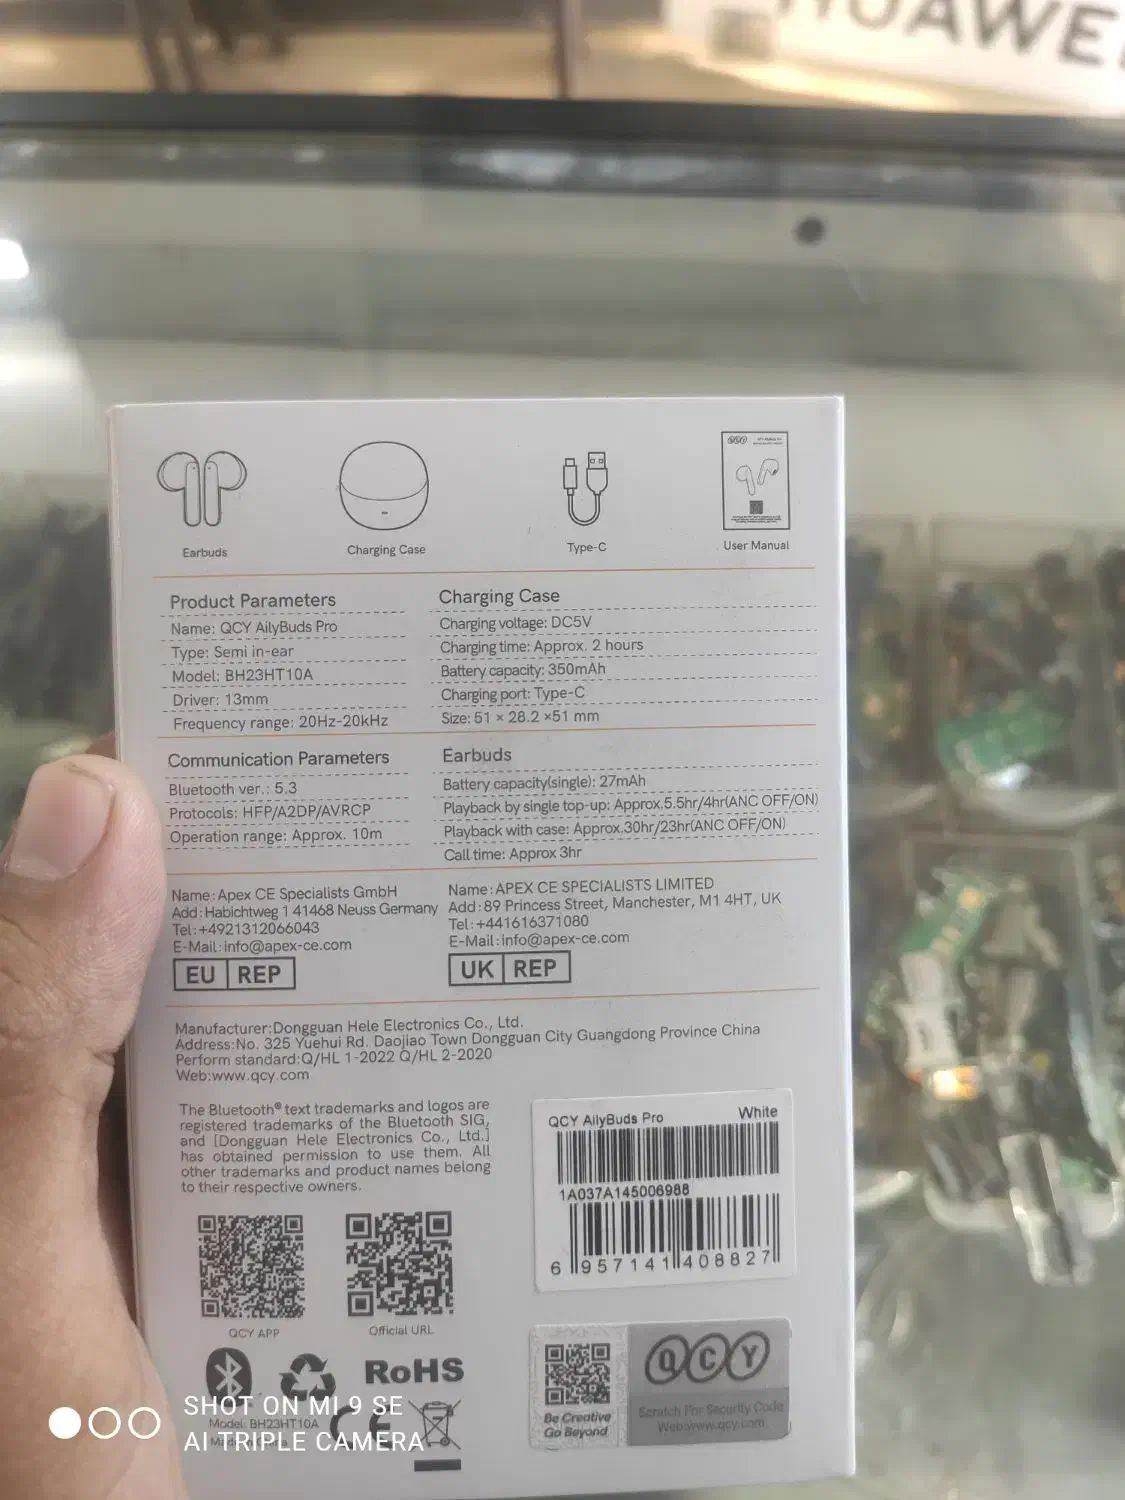 HUAWEI
Earbuds
Charging Case
Type-C
User Manual
Product Parameters
Name: QCY AilyBuds Pro
Type: Semi in-ear
Model: BH23HT10A
Driver: 13mm
Frequency range: 20Hz-20kHz
Charging Case
Charging voltage: DC5V
Charging time: Approx. 2 hours
Battery capacity: 350mAh
Charging port: Type-C
Size: 51 × 28.2 ×51 mm
Communication Parameters
Bluetooth ver.: 5.3
Protocols: HFP/A2DP/AVRCP
Operation range: Approx. 10m
Earbuds
Battery capacity(single): 27mAh
Playback by single top-up: Approx.5.5hr/4hr(ANC OFF/ON)
Playback with case: Approx.30hr/23hr(ANC OFF/ON)
Call time: Approx 3hr
Name:Apex CE Specialists GmbH
Add:Habichtweg 1 41468 Neuss Germany
Tel:+4921312066043
E-Mail:info@apex-ce.com
EU REP
Name:APEX CE SPECIALISTS LIMITED
Add:89 Princess Street, Manchester, M1 4HT, UK
Tel:+441616371080
E-Mail:info@apex-ce.com
UK REP
Manufacturer:Dongguan Hele Electronics Co., Ltd.
Address:No. 325 Yuehui Rd. Daojiao Town Dongguan City Guangdong Province China
Perform standard:Q/HL 1-2022 Q/HL 2-2020
Web:www.qcy.com
The Bluetooth® text trademarks and logos are
registered trademarks of the Bluetooth SIG,
and [Dongguan Hele Electronics Co., Ltd.]
has obtained permission to use them. All
other trademarks and product names belong
to their respective owners.
QCY AilyBuds Pro White
1A037A145006988
6 957141 408827
QCY APP
Official URL
RoHS
CE
Model: BH23HT10A
QCY
Be Creative
Go Beyond
Scratch For Security Code
Web:www.qcy.com
SHOT ON MI 9 SE
AI TRIPLE CAMERA